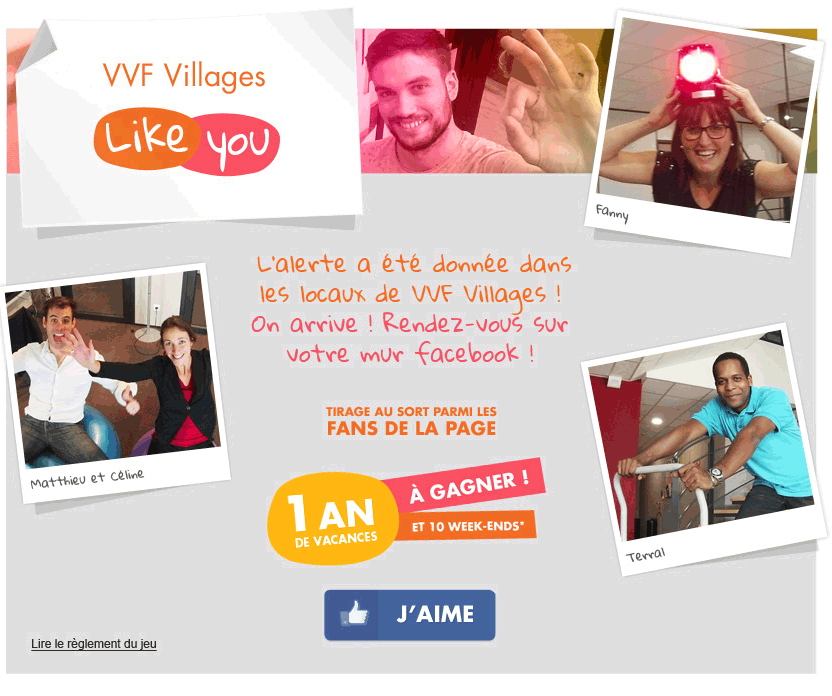 VVF Villages
Like you
Fanny
L'alerte a été donnée dans
les locaux de VVF Villages !
On arrive ! Rendez-vous sur
votre mur facebook !
Matthieu et Céline
TIRAGE AU SORT PARMI LES
FANS DE LA PAGE
1 AN
DE VACANCES
À GAGNER !
ET 10 WEEK-ENDS*
Terral
J'AIME
Lire le règlement du jeu